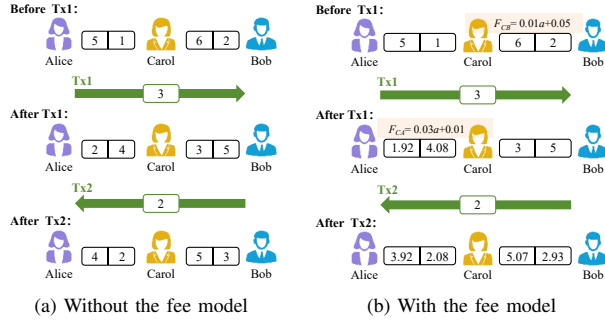 Before Tx1:
5 1 6 2
Alice Carol Bob
Tx1
3
After Tx1:
2 4 3 5
Alice Carol Bob
Tx2
2
After Tx2:
4 2 5 3
Alice Carol Bob
(a) Without the fee model
Before Tx1:
F_CB = 0.01a+0.05
5 1 6 2
Alice Carol Bob
Tx1
3
After Tx1:
F_CA = 0.03a+0.01
1.92 4.08 3 5
Alice Carol Bob
Tx2
2
After Tx2:
3.92 2.08 5.07 2.93
Alice Carol Bob
(b) With the fee model